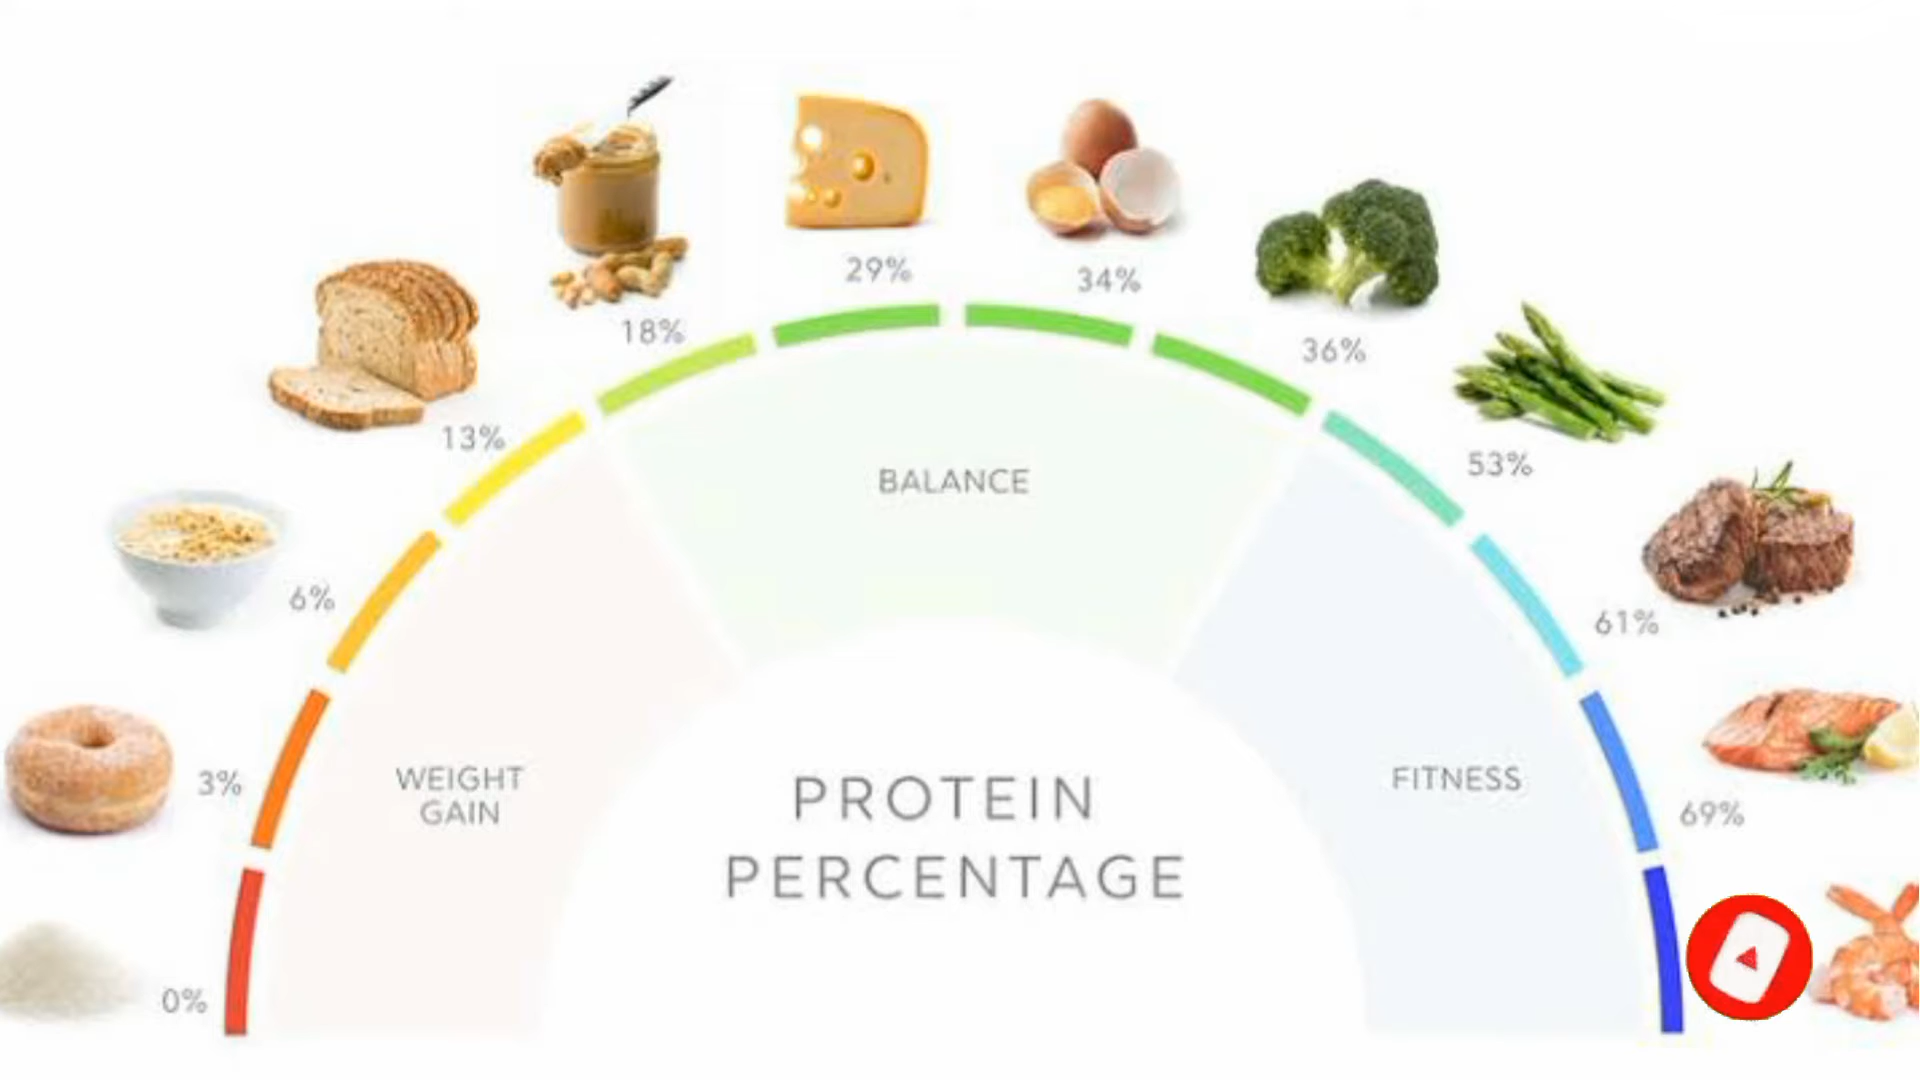 29%
34%
18%
36%
13%
53%
BALANCE
6%
61%
3%
WEIGHT
GAIN
FITNESS
PROTEIN
PERCENTAGE
69%
0%